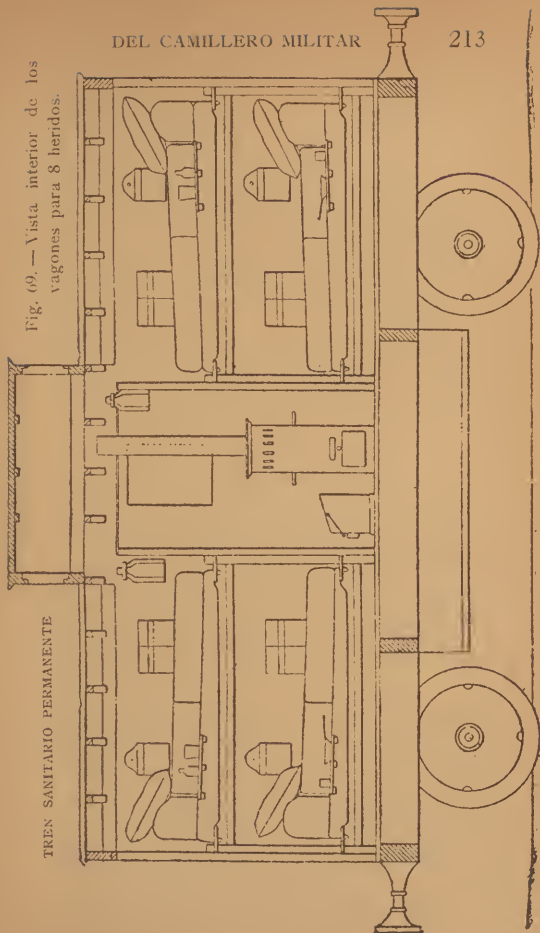 DEL CAMILLERO MILITAR 213
TREN SANITARIO PERMANENTE
Fig. 69. — Vista interior de los
vagones para 8 heridos.